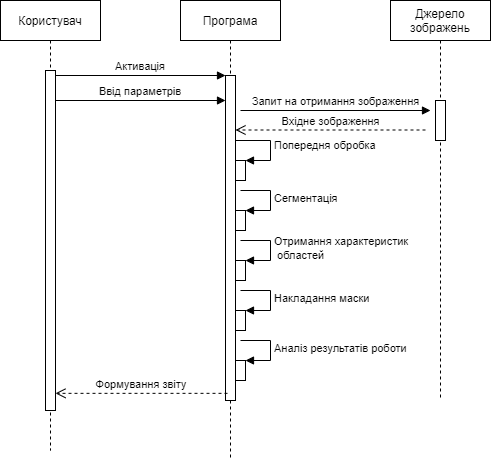 Користувач
Програма
Джерело
зображень
Активація
Ввід параметрів
Запит на отримання зображення
Вхідне зображення
Попередня обробка
Сегментація
Отримання характеристик
областей
Накладання маски
Аналіз результатів роботи
Формування звіту